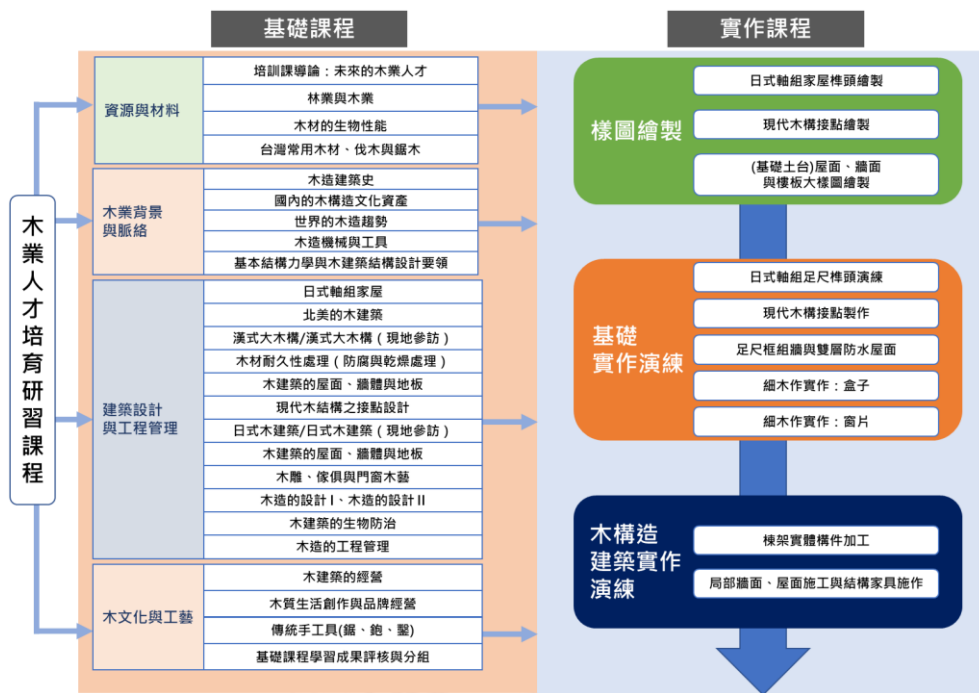 基礎課程
實作課程
木業人才培育研習課程
資源與材料
培訓課導論：未來的木業人才
林業與木業
木材的生物性能
台灣常用木材、伐木與鋸木
木業背景
與脈絡
木造建築史
國內的木構造文化資產
世界的木造趨勢
木造機械與工具
基本結構力學與木建築結構設計要領
建築設計
與工程管理
日式軸組家屋
北美的木建築
漢式大木構/漢式大木構（現地參訪）
木材耐久性處理（防腐與乾燥處理）
木建築的屋面、牆體與地板
現代木結構之接點設計
日式木建築/日式木建築（現地參訪）
木建築的屋面、牆體與地板
木雕、傢俱與門窗木藝
木造的設計 I、木造的設計 II
木建築的生物防治
木造的工程管理
木文化與工藝
木建築的經營
木質生活創作與品牌經營
傳統手工具(鋸、鉋、鑿)
基礎課程學習成果評核與分組
樣圖繪製
日式軸組家屋榫頭繪製
現代木構接點繪製
(基礎土台)屋面、牆面
與樓板大樣圖繪製
基礎
實作演練
日式軸組足尺榫頭演練
現代木構接點製作
足尺框組牆與雙層防水屋面
細木作實作：盒子
細木作實作：窗片
木構造
建築實作
演練
棟架實體構件加工
局部牆面、屋面施工與結構家具施作